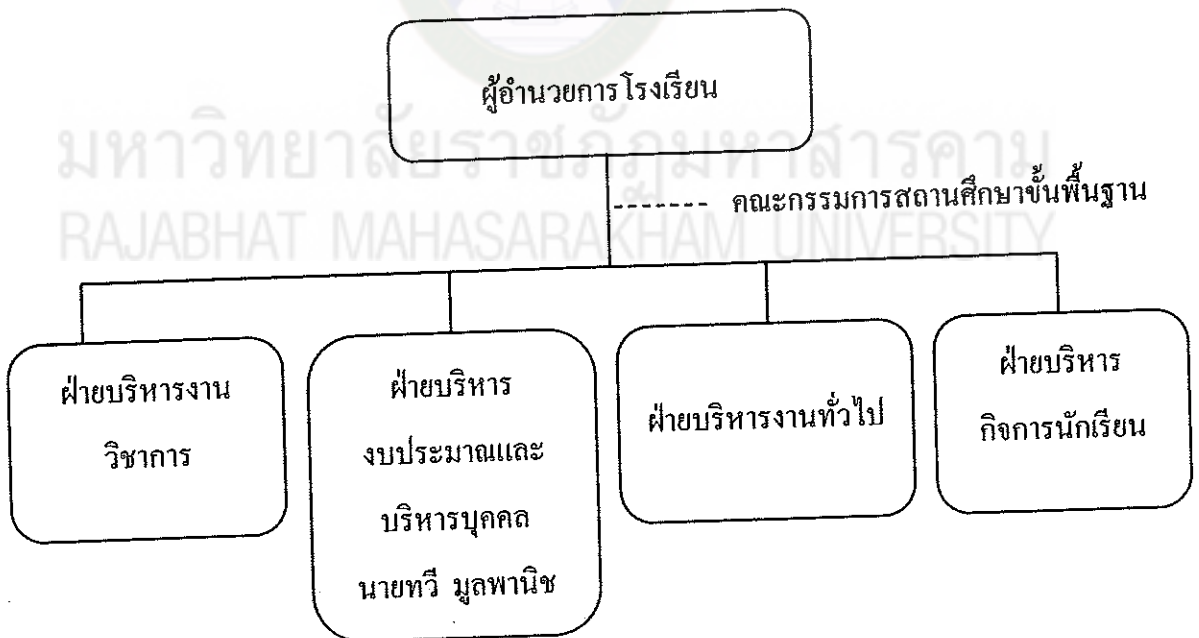 ผู้อำนวยการโรงเรียน
มหาวิทยาลัยราชภัฏมหาสารคาม
คณะกรรมการสถานศึกษาขั้นพื้นฐาน
RAJABHAT MAHASARAKHAM UNIVERSITY
ฝ่ายบริหารงาน
วิชาการ
ฝ่ายบริหาร
งบประมาณและ
บริหารบุคคล
นายทวี มูลพานิช
ฝ่ายบริหารงานทั่วไป
ฝ่ายบริหาร
กิจการนักเรียน